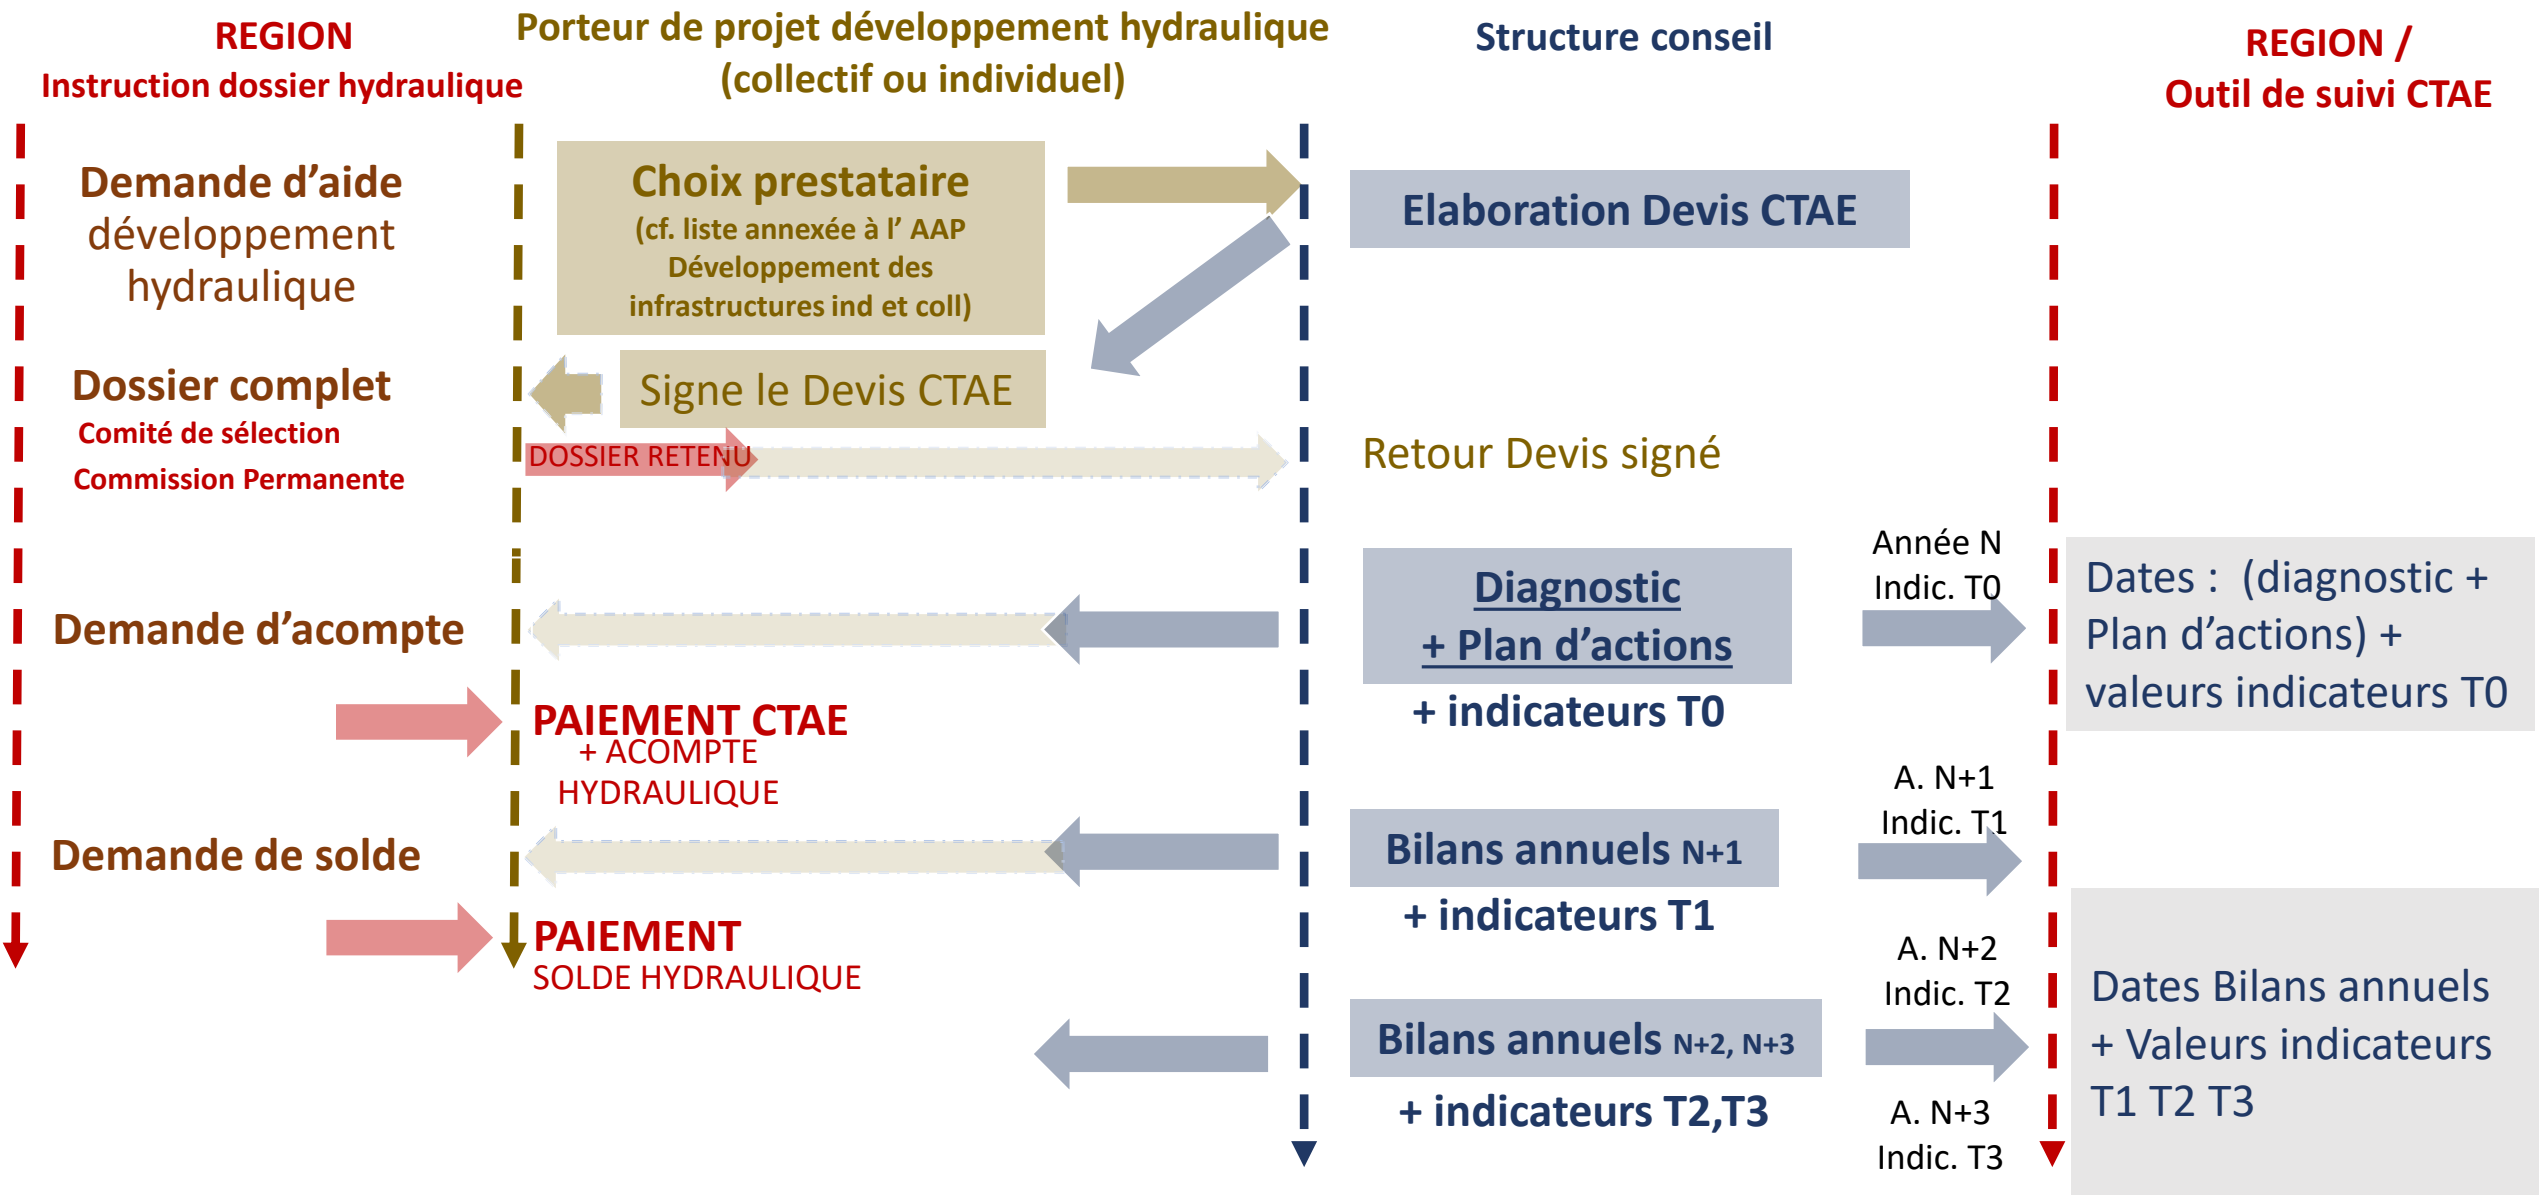 REGION
Instruction dossier hydraulique
Porteur de projet développement hydraulique
(collectif ou individuel)
Structure conseil
REGION /
Outil de suivi CTAE
Demande d’aide
développement
hydraulique
Choix prestataire
(cf. liste annexée à l’ AAP
Développement des
infrastructures ind et coll)
Elaboration Devis CTAE
Dossier complet
Comité de sélection
Commission Permanente
Signe le Devis CTAE
DOSSIER RETENU
Retour Devis signé
Demande d’acompte
Diagnostic
+ Plan d’actions
+ indicateurs T0
Année N
Indic. T0
Dates :  (diagnostic +
Plan d’actions) +
valeurs indicateurs T0
PAIEMENT CTAE
+ ACOMPTE
HYDRAULIQUE
Demande de solde
Bilans annuels N+1
+ indicateurs T1
A. N+1
Indic. T1
PAIEMENT
SOLDE HYDRAULIQUE
Bilans annuels N+2, N+3
+ indicateurs T2,T3
A. N+2
Indic. T2
A. N+3
Indic. T3
Dates Bilans annuels
+ Valeurs indicateurs
T1 T2 T3